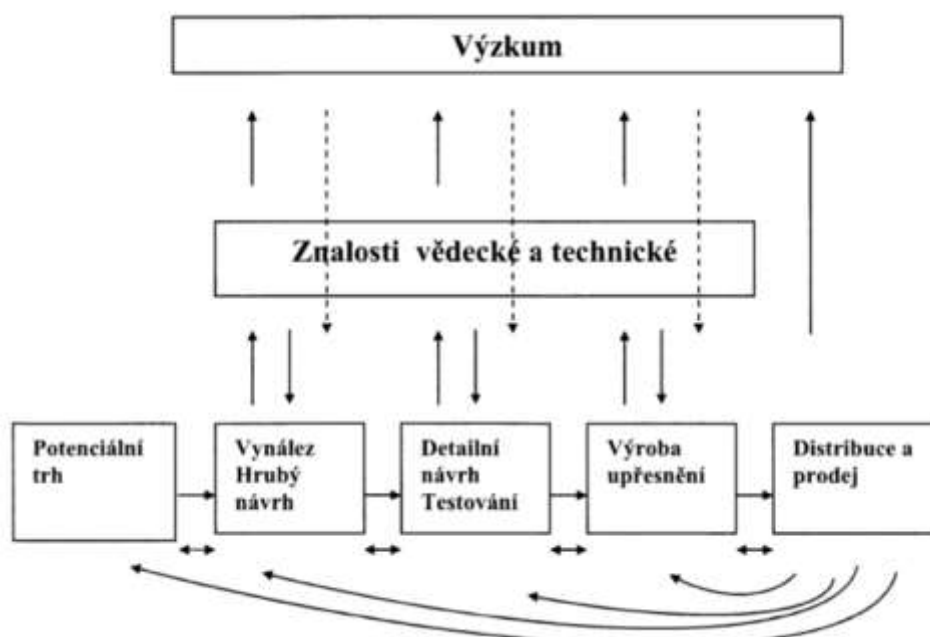 Výzkum
Znalosti vědecké a technické
Potenciální
trh
Vynález
Hrubý
návrh
Detailní
návrh
Testování
Výroba
upřesnění
Distribuce a
prodej